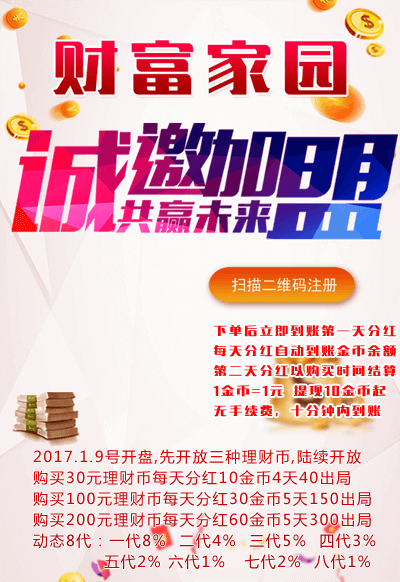 财富家园
诚邀加盟
共赢未来
扫描二维码注册
下单后立即到账第一天分红
每天分红自动到账金币余额
第二天分红以购买时间结算
1金币=1元 提现10金币起
无手续费，十分钟内到账
2017.1.9号开盘,先开放三种理财币,陆续开放
购买30元理财币每天分红10金币4天40出局
购买100元理财币每天分红30金币5天150出局
购买200元理财币每天分红60金币5天300出局
动态8代：一代8% 二代4% 三代5% 四代3%
五代2% 六代1% 七代2% 八代1%